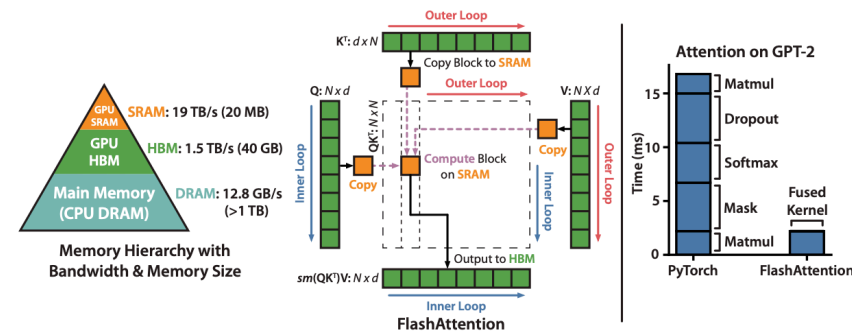 GPU
SRAM
GPU
HBM
Main Memory
(CPU DRAM)
SRAM: 19 TB/s (20 MB)
HBM: 1.5 TB/s (40 GB)
DRAM: 12.8 GB/s
(>1 TB)
Memory Hierarchy with
Bandwidth & Memory Size
Outer Loop
Kᵀ: d x N
Copy Block to SRAM
Outer Loop
Q: N x d
V: N X d
QKᵀ: N x N
Copy
Copy
Compute Block
on SRAM
Inner Loop
Inner Loop
Outer Loop
Output to HBM
sm(QKᵀ)V: N x d
Inner Loop
FlashAttention
Attention on GPT-2
Time (ms)
15
10
5
0
Matmul
Dropout
Softmax
Mask
Matmul
Fused
Kernel
PyTorch
FlashAttention